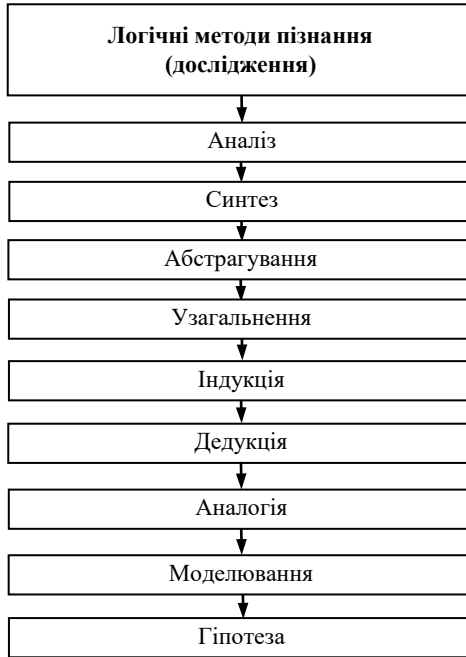 Логічні методи пізнання
(дослідження)
Аналіз
Синтез
Абстрагування
Узагальнення
Індукція
Дедукція
Аналогія
Моделювання
Гіпотеза